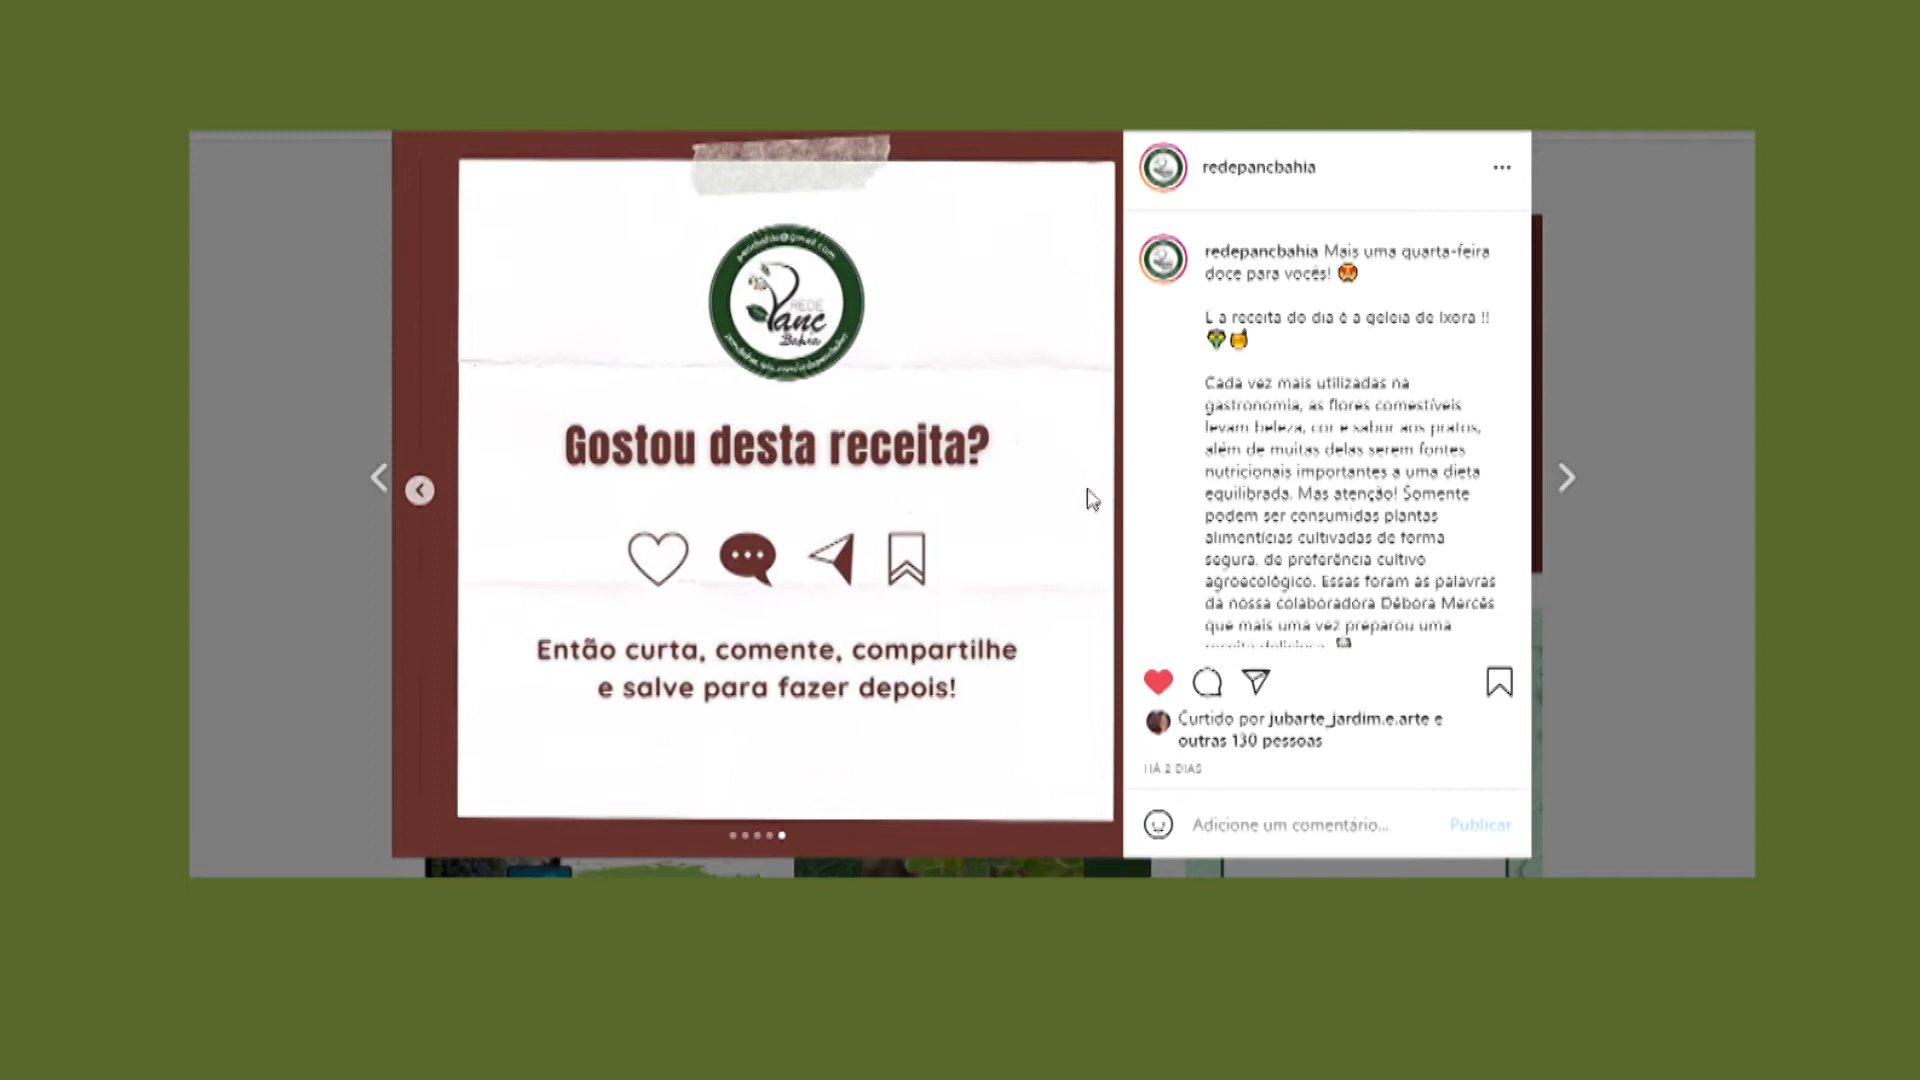 pancbahia@gmail.com
REDE
Panc
Bahia
Gostou desta receita?
Então curta, comente, compartilhe
e salve para fazer depois!
redepancbahia
redepancbahia Mais uma quarta-feira
doce para vocês!
E a receita do dia é a geleia de Ixora !!
Cada vez mais utilizadas na
gastronomia, as flores comestíveis
levam beleza, cor e sabor aos pratos,
além de muitas delas serem fontes
nutricionais importantes a uma dieta
equilibrada. Mas atenção! Somente
podem ser consumidas plantas
alimentícias cultivadas de forma
segura, de preferência cultivo
agroecológico. Essas foram as palavras
da nossa colaboradora Débora Mercês
que mais uma vez preparou uma
receita deliciosa.
Curtido por jubarte_jardim.e.arte e
outras 130 pessoas
HÁ 2 DIAS
Adicione um comentário... Publicar